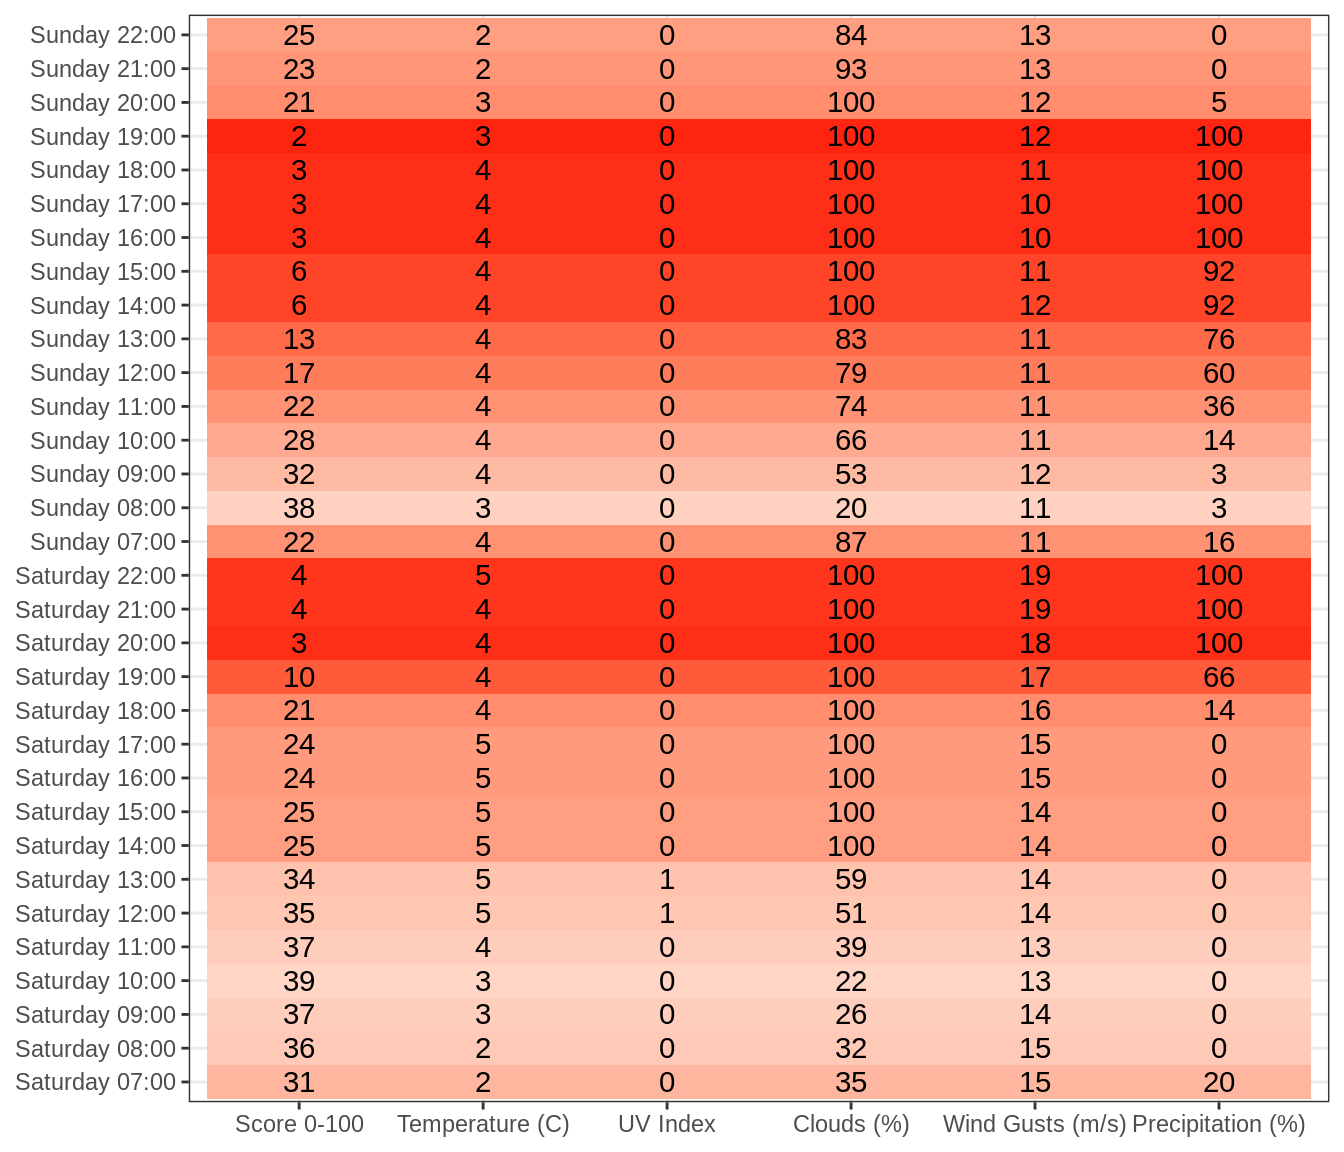 Sunday 22:00 25 2 0 84 13 0
Sunday 21:00 23 2 0 93 13 0
Sunday 20:00 21 3 0 100 12 5
Sunday 19:00 2 3 0 100 12 100
Sunday 18:00 3 4 0 100 11 100
Sunday 17:00 3 4 0 100 10 100
Sunday 16:00 3 4 0 100 10 100
Sunday 15:00 6 4 0 100 11 92
Sunday 14:00 6 4 0 100 12 92
Sunday 13:00 13 4 0 83 11 76
Sunday 12:00 17 4 0 79 11 60
Sunday 11:00 22 4 0 74 11 36
Sunday 10:00 28 4 0 66 11 14
Sunday 09:00 32 4 0 53 12 3
Sunday 08:00 38 3 0 20 11 3
Sunday 07:00 22 4 0 87 11 16
Saturday 22:00 4 5 0 100 19 100
Saturday 21:00 4 4 0 100 19 100
Saturday 20:00 3 4 0 100 18 100
Saturday 19:00 10 4 0 100 17 66
Saturday 18:00 21 4 0 100 16 14
Saturday 17:00 24 5 0 100 15 0
Saturday 16:00 24 5 0 100 15 0
Saturday 15:00 25 5 0 100 14 0
Saturday 14:00 25 5 0 100 14 0
Saturday 13:00 34 5 1 59 14 0
Saturday 12:00 35 5 1 51 14 0
Saturday 11:00 37 4 0 39 13 0
Saturday 10:00 39 3 0 22 13 0
Saturday 09:00 37 3 0 26 14 0
Saturday 08:00 36 2 0 32 15 0
Saturday 07:00 31 2 0 35 15 20
Score 0-100 Temperature (C) UV Index Clouds (%) Wind Gusts (m/s) Precipitation (%)